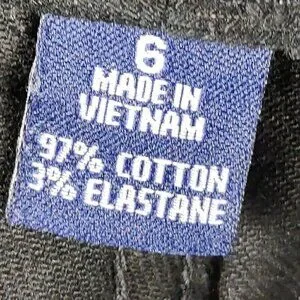 6
MADE IN
VIETNAM
97% COTTON
3% ELASTANE